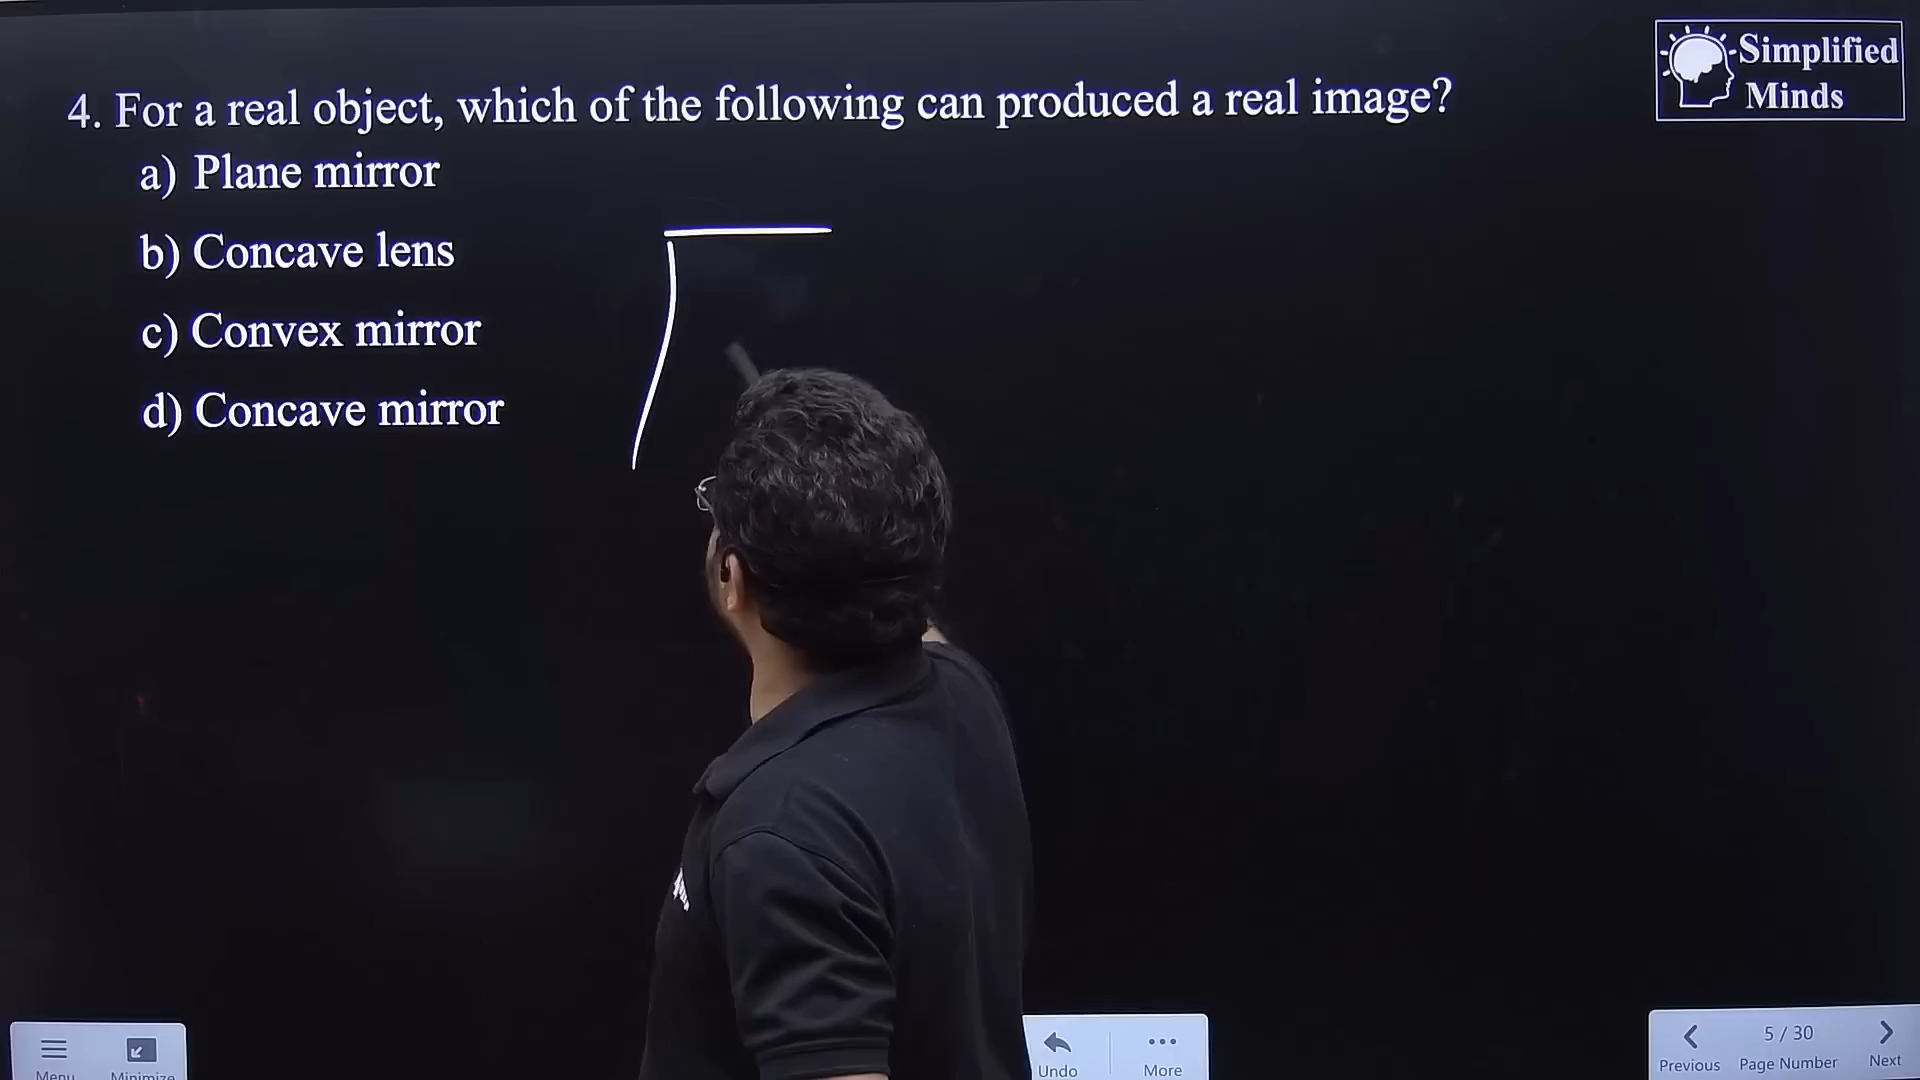 Simplified
Minds
4. For a real object, which of the following can produced a real image?
a) Plane mirror
b) Concave lens
c) Convex mirror
d) Concave mirror
Menu
Minimize
Undo
More
5 / 30
Previous Page Number Next